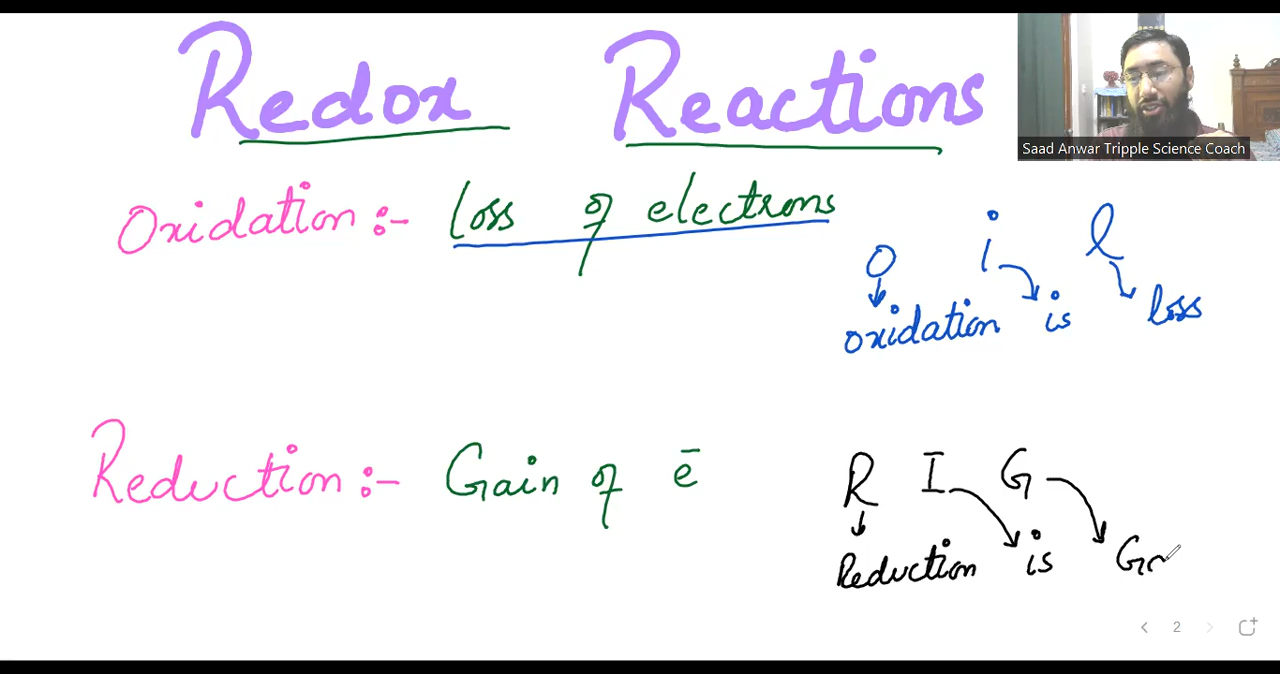 Redox Reactions
Saad Anwar Tripple Science Coach
Oxidation :- loss of electrons
O i l
oxidation is loss
Reduction :- Gain of ē
R I G
Reduction is Ga
2